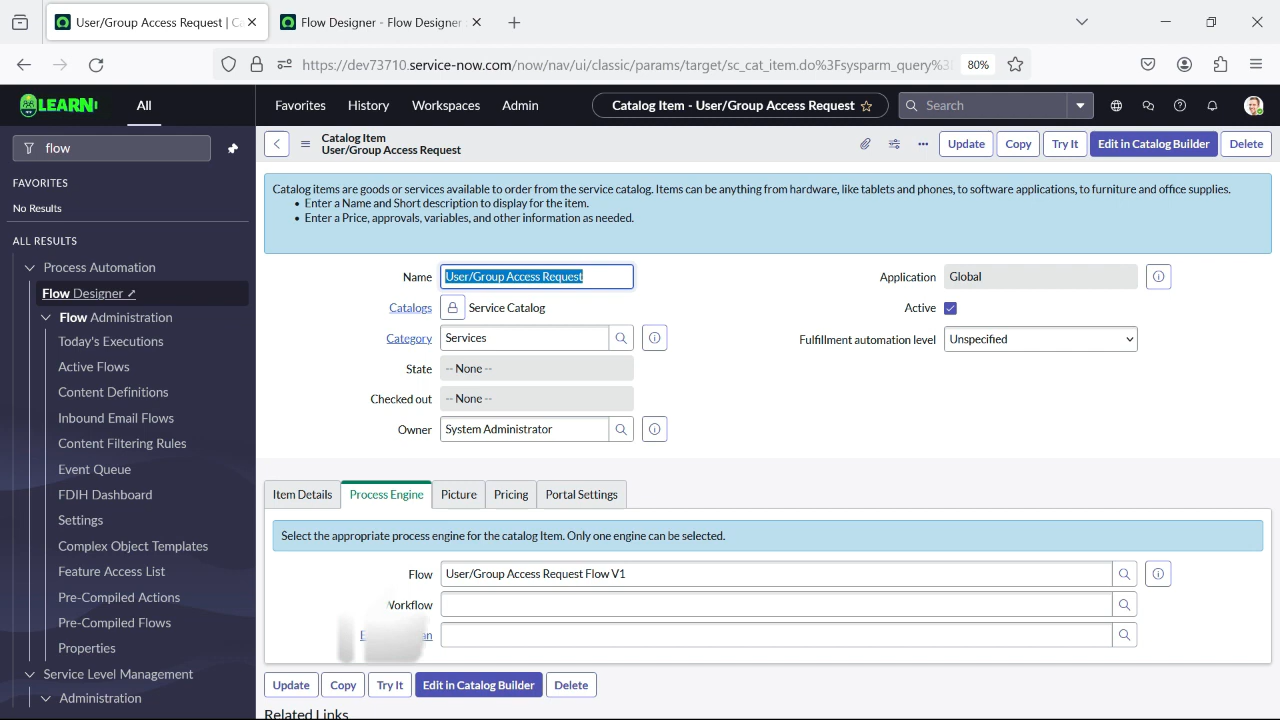 User/Group Access Request | C
Flow Designer - Flow Designer
https://dev73710.service-now.com/now/nav/ui/classic/params/target/sc_cat_item.do%3Fsysparm_query%3
80%
LEARN
All
Favorites
History
Workspaces
Admin
Catalog Item - User/Group Access Request
Search
flow
FAVORITES
No Results
ALL RESULTS
Process Automation
Flow Designer
Flow Administration
Today's Executions
Active Flows
Content Definitions
Inbound Email Flows
Content Filtering Rules
Event Queue
FDIH Dashboard
Settings
Complex Object Templates
Feature Access List
Pre-Compiled Actions
Pre-Compiled Flows
Properties
Service Level Management
Administration
Catalog Item
User/Group Access Request
Update
Copy
Try It
Edit in Catalog Builder
Delete
Catalog items are goods or services available to order from the service catalog. Items can be anything from hardware, like tablets and phones, to software applications, to furniture and office supplies.
• Enter a Name and Short description to display for the item.
• Enter a Price, approvals, variables, and other information as needed.
Name User/Group Access Request
Catalogs Service Catalog
Category Services
State -- None --
Checked out -- None --
Owner System Administrator
Application Global
Active
Fulfillment automation level Unspecified
Item Details
Process Engine
Picture
Pricing
Portal Settings
Select the appropriate process engine for the catalog Item. Only one engine can be selected.
Flow User/Group Access Request Flow V1
Workflow
Update
Copy
Try It
Edit in Catalog Builder
Delete
Related Links